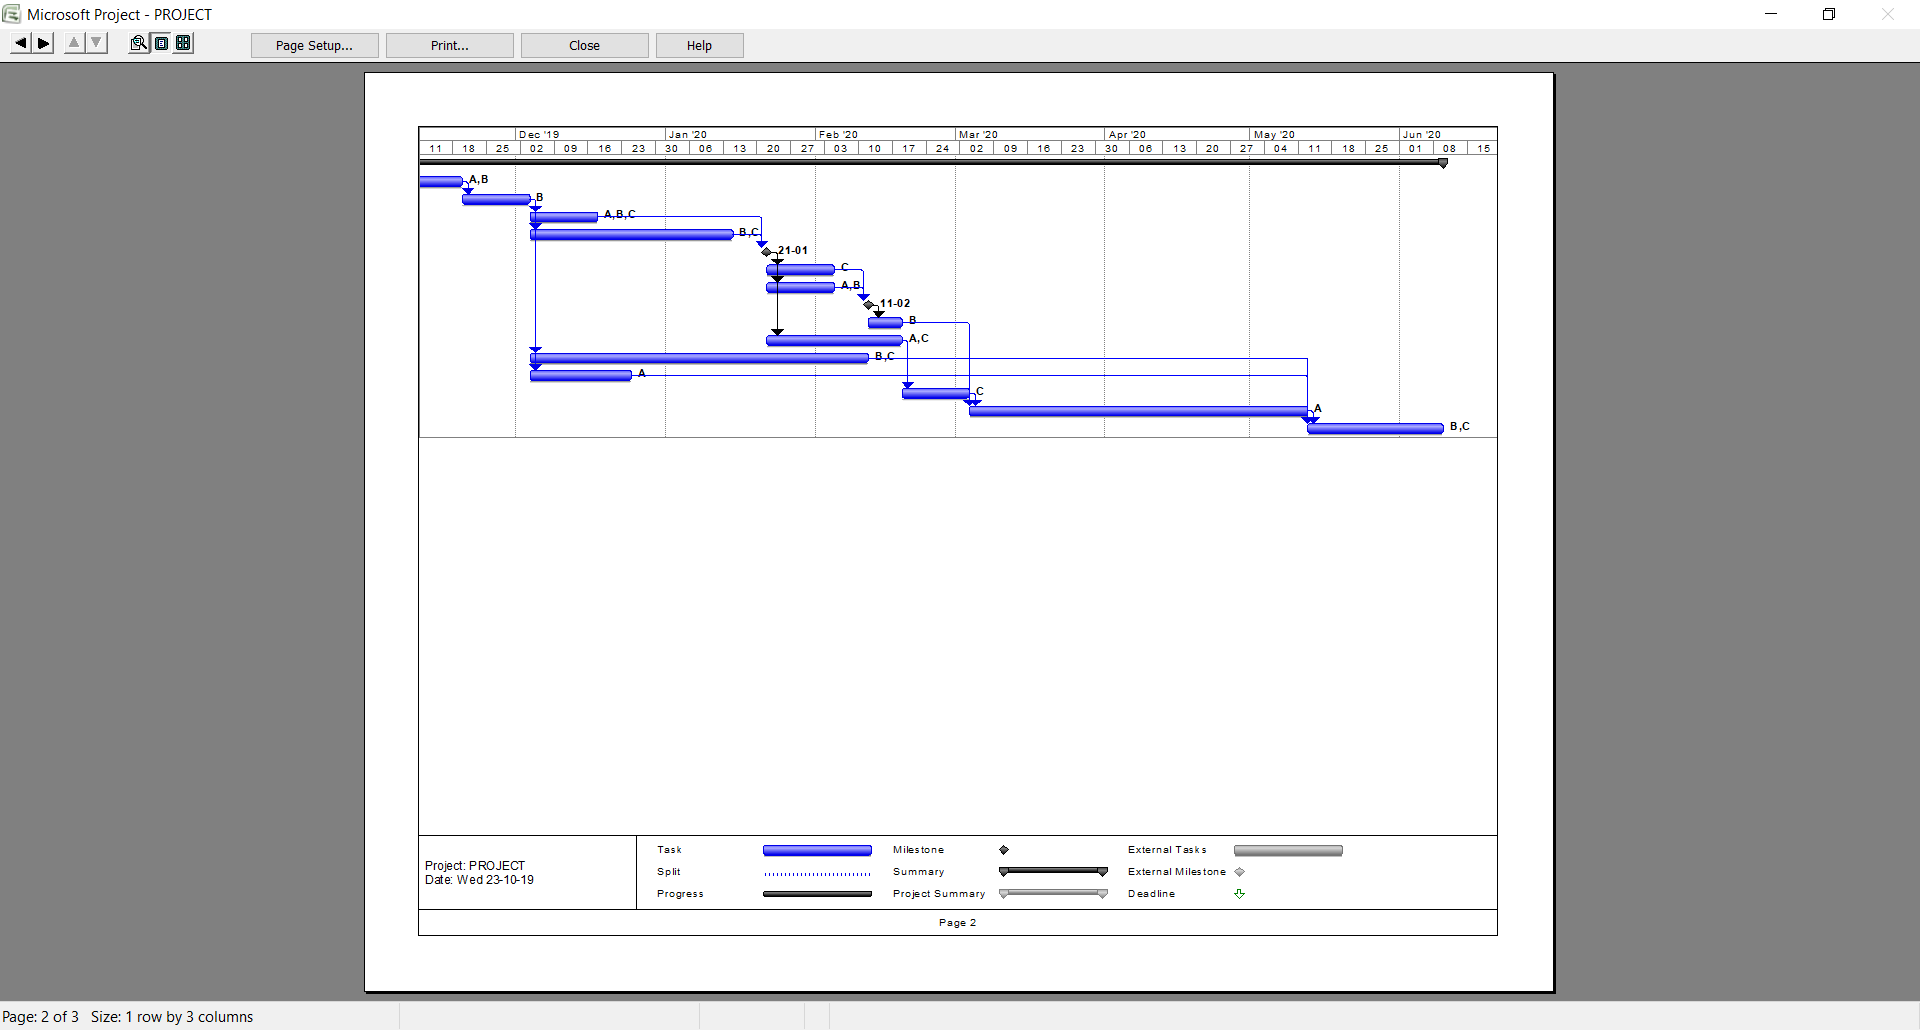 Microsoft Project - PROJECT
Page Setup... Print... Close Help
Dec '19 Jan '20 Feb '20 Mar '20 Apr '20 May '20 Jun '20
11 18 25 02 09 16 23 30 06 13 20 27 03 10 17 24 02 09 16 23 30 06 13 20 27 04 11 18 25 01 08 15
A,B
B
A,B,C
B,C
21-01
C
A,B
11-02
B
A,C
B,C
A
C
A
B,C
Task Milestone External Tasks
Split Summary External Milestone
Progress Project Summary Deadline
Project: PROJECT
Date: Wed 23-10-19
Page 2
Page: 2 of 3 Size: 1 row by 3 columns